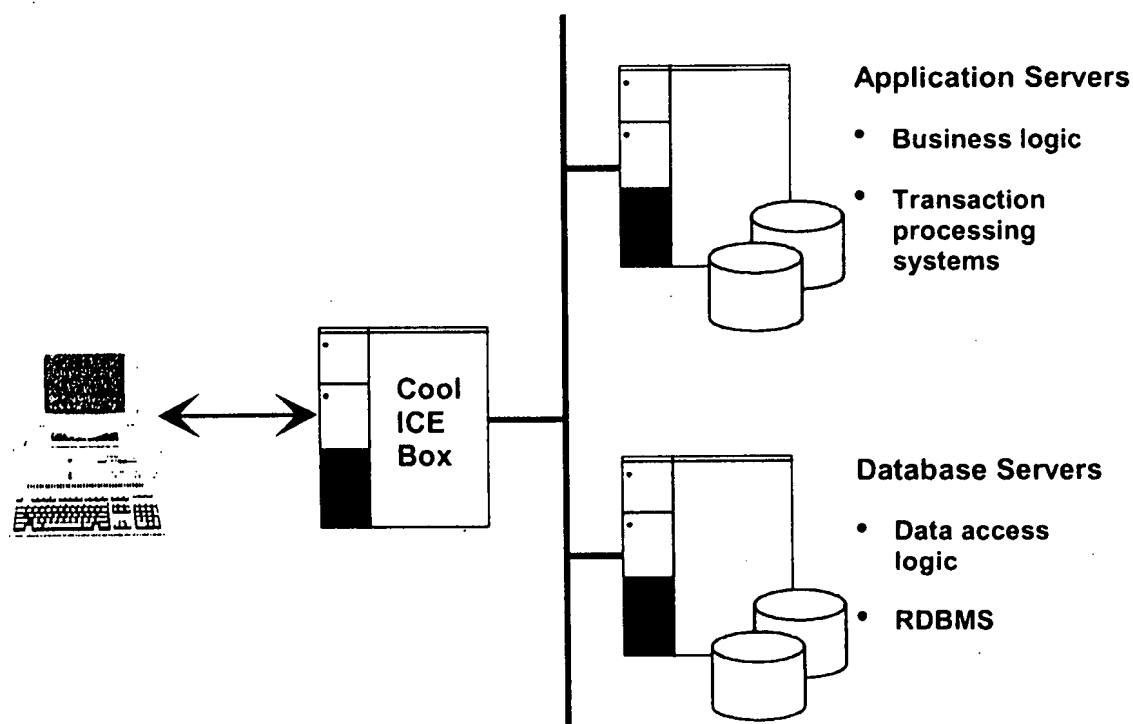 Application Servers
• Business logic
• Transaction
processing
systems
Cool
ICE
Box
Database Servers
• Data access
logic
• RDBMS